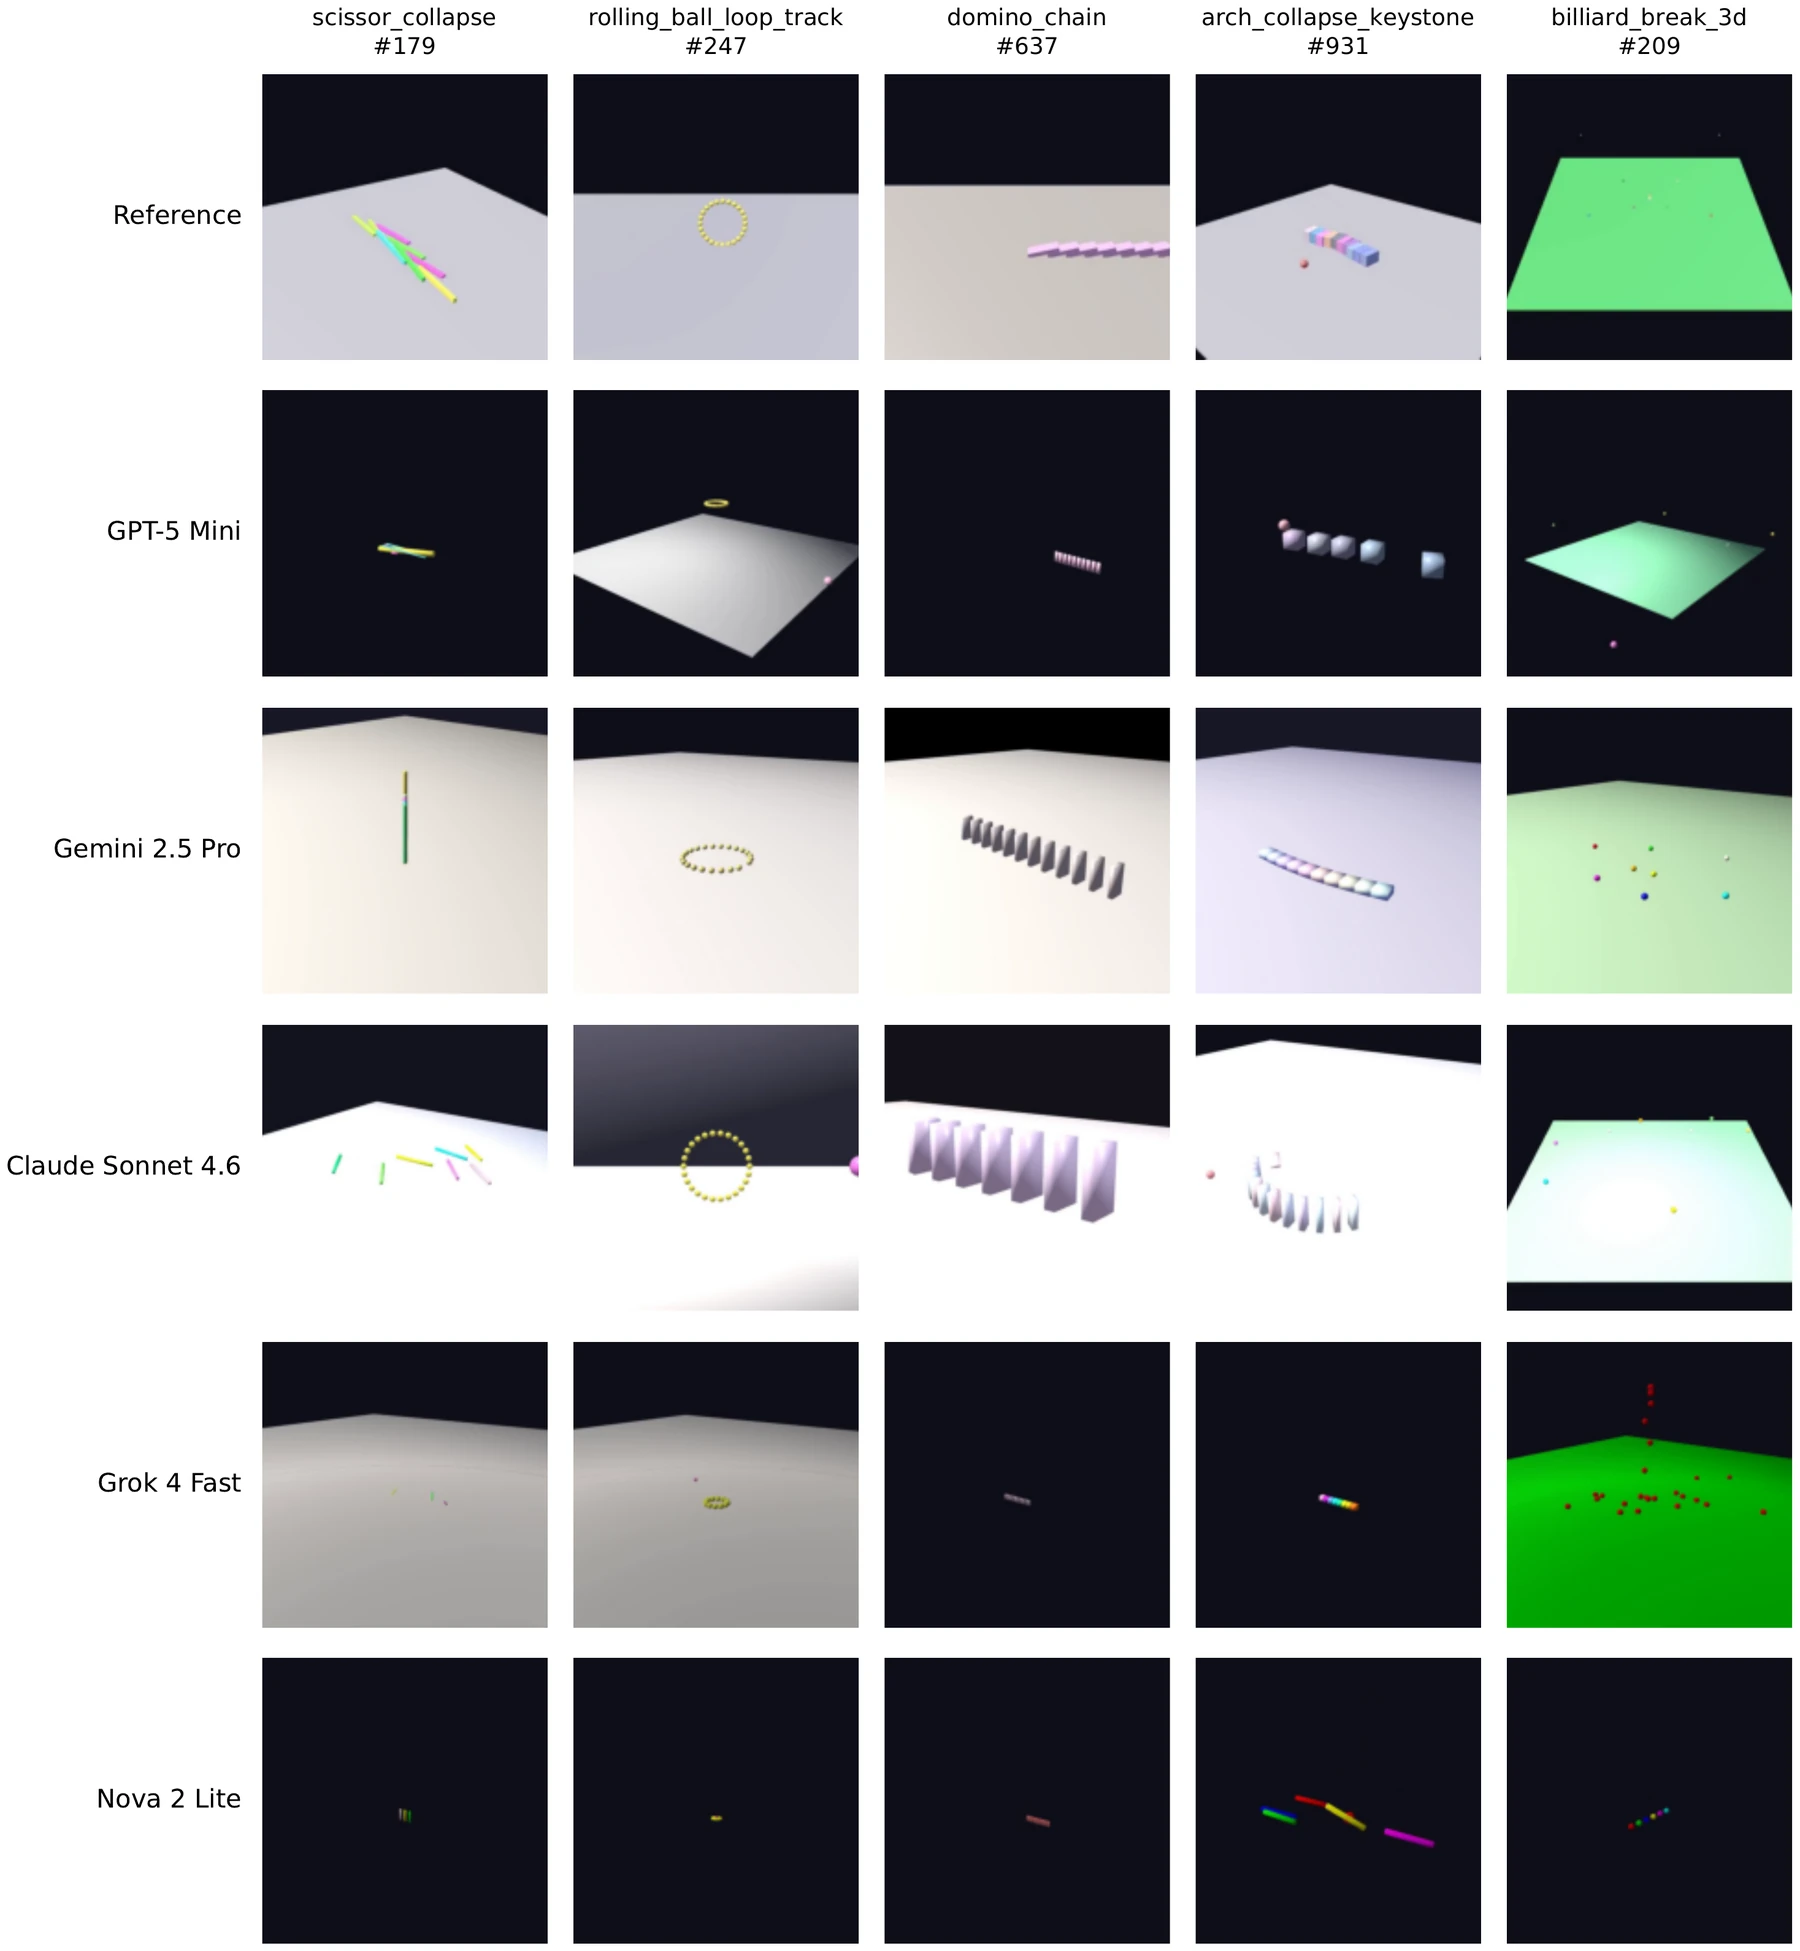 scissor_collapse
#179
rolling_ball_loop_track
#247
domino_chain
#637
arch_collapse_keystone
#931
billiard_break_3d
#209
Reference
GPT-5 Mini
Gemini 2.5 Pro
Claude Sonnet 4.6
Grok 4 Fast
Nova 2 Lite